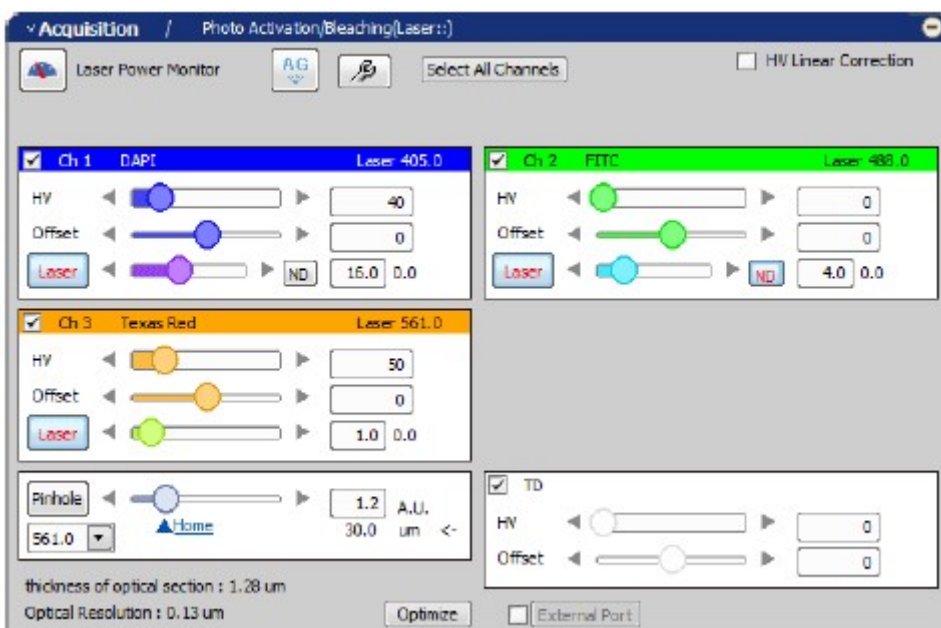 Acquisition / Photo Activation/Bleaching(Laser::)
Laser Power Monitor AG Select All Channels HV Linear Correction
Ch 1 DAPI Laser 405.0
HV 40
Offset 0
Laser ND 16.0 0.0
Ch 2 FITC Laser 488.0
HV 0
Offset 0
Laser ND 4.0 0.0
Ch 3 Texas Red Laser 561.0
HV 50
Offset 0
Laser 1.0 0.0
Pinhole 1.2 A.U.
Home 30.0 um <-
561.0
TD
HV 0
Offset 0
thickness of optical section : 1.28 um
Optical Resolution : 0.13 um Optimize External Port